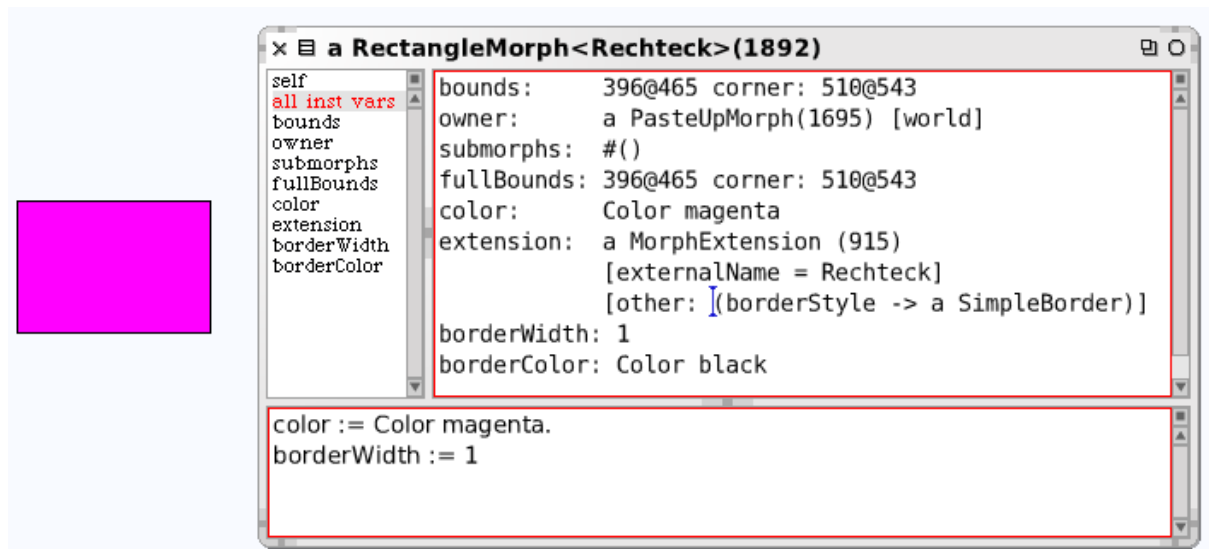 a RectangleMorph<Rechteck>(1892)
self
all inst vars
bounds
owner
submorphs
fullBounds
color
extension
borderWidth
borderColor
bounds: 396@465 corner: 510@543
owner: a PasteUpMorph(1695) [world]
submorphs: #()
fullBounds: 396@465 corner: 510@543
color: Color magenta
extension: a MorphExtension (915)
[externalName = Rechteck]
[other: (borderStyle -> a SimpleBorder)]
borderWidth: 1
borderColor: Color black
color := Color magenta.
borderWidth := 1